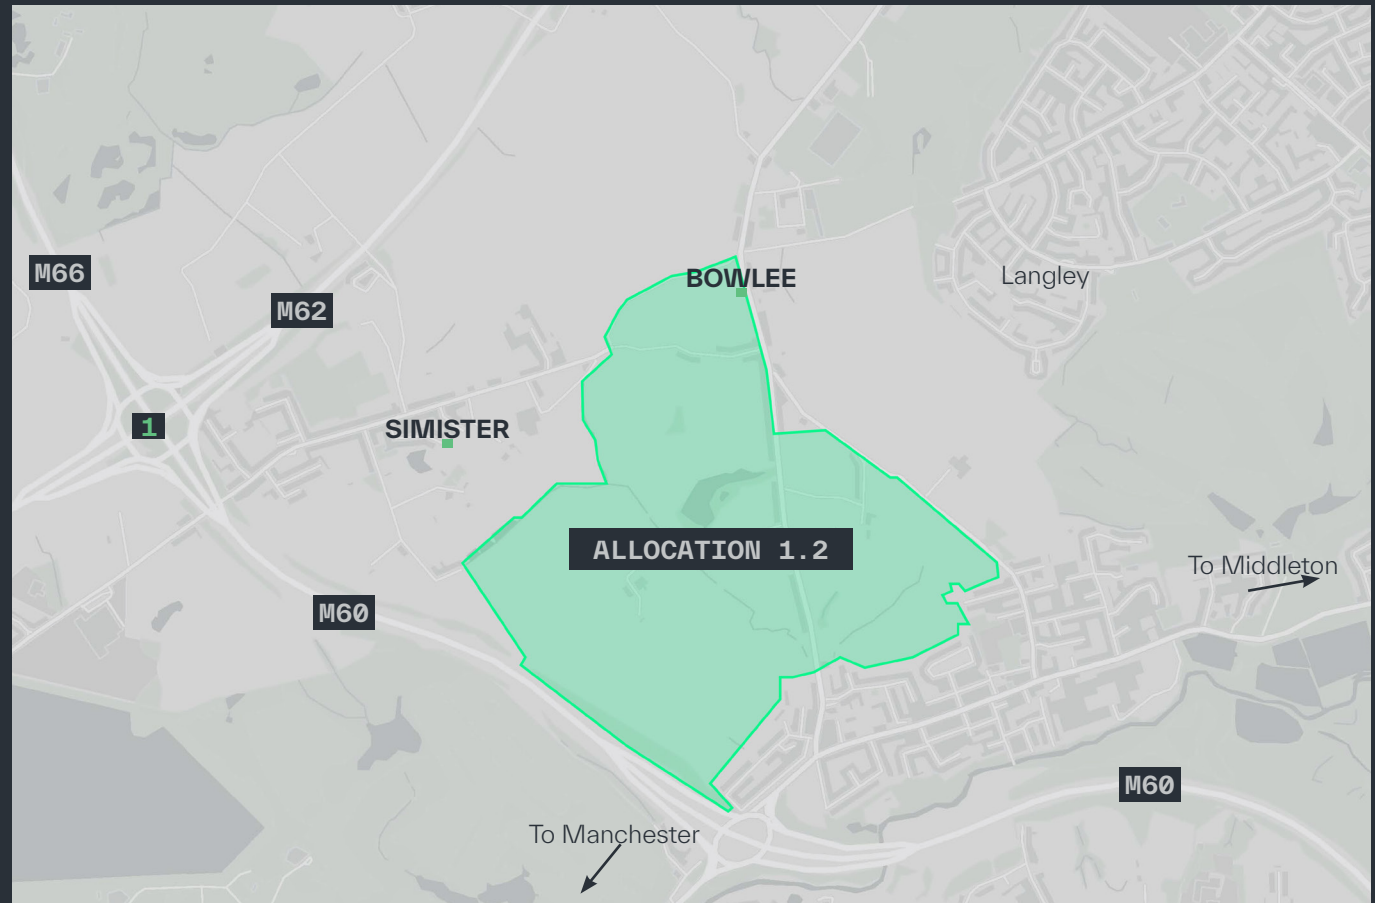 M66
BOWLEE
Langley
M62
1
SIMISTER
ALLOCATION 1.2
To Middleton
M60
M60
To Manchester